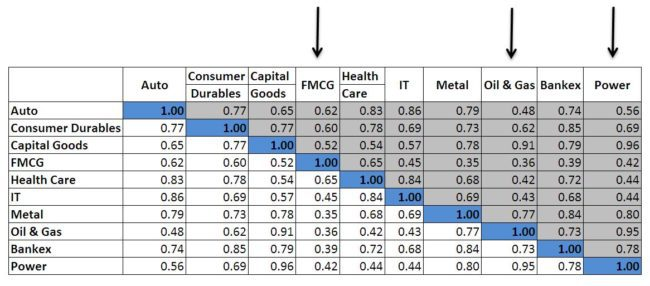 Auto Consumer Durables Capital Goods FMCG Health Care IT Metal Oil & Gas Bankex Power
Auto 1.00 0.77 0.65 0.62 0.83 0.86 0.79 0.48 0.74 0.56
Consumer Durables 0.77 1.00 0.77 0.60 0.78 0.69 0.73 0.62 0.85 0.69
Capital Goods 0.65 0.77 1.00 0.52 0.54 0.57 0.78 0.91 0.79 0.96
FMCG 0.62 0.60 0.52 1.00 0.65 0.45 0.35 0.36 0.39 0.42
Health Care 0.83 0.78 0.54 0.65 1.00 0.84 0.68 0.42 0.72 0.44
IT 0.86 0.69 0.57 0.45 0.84 1.00 0.69 0.43 0.68 0.44
Metal 0.79 0.73 0.78 0.35 0.68 0.69 1.00 0.77 0.84 0.80
Oil & Gas 0.48 0.62 0.91 0.36 0.42 0.43 0.77 1.00 0.73 0.95
Bankex 0.74 0.85 0.79 0.39 0.72 0.68 0.84 0.73 1.00 0.78
Power 0.56 0.69 0.96 0.42 0.44 0.44 0.80 0.95 0.78 1.00